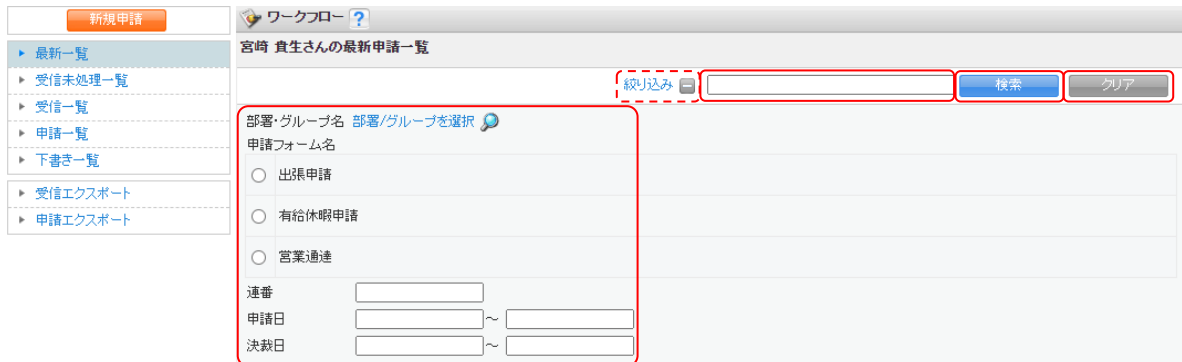 新規申請
最新一覧
受信未処理一覧
受信一覧
申請一覧
下書き一覧
受信エクスポート
申請エクスポート
ワークフロー ?
宮崎 貴生さんの最新申請一覧
絞り込み 検索 クリア
部署・グループ名 部署/グループを選択
申請フォーム名
出張申請
有給休暇申請
営業通達
連番
申請日 ～
決裁日 ～